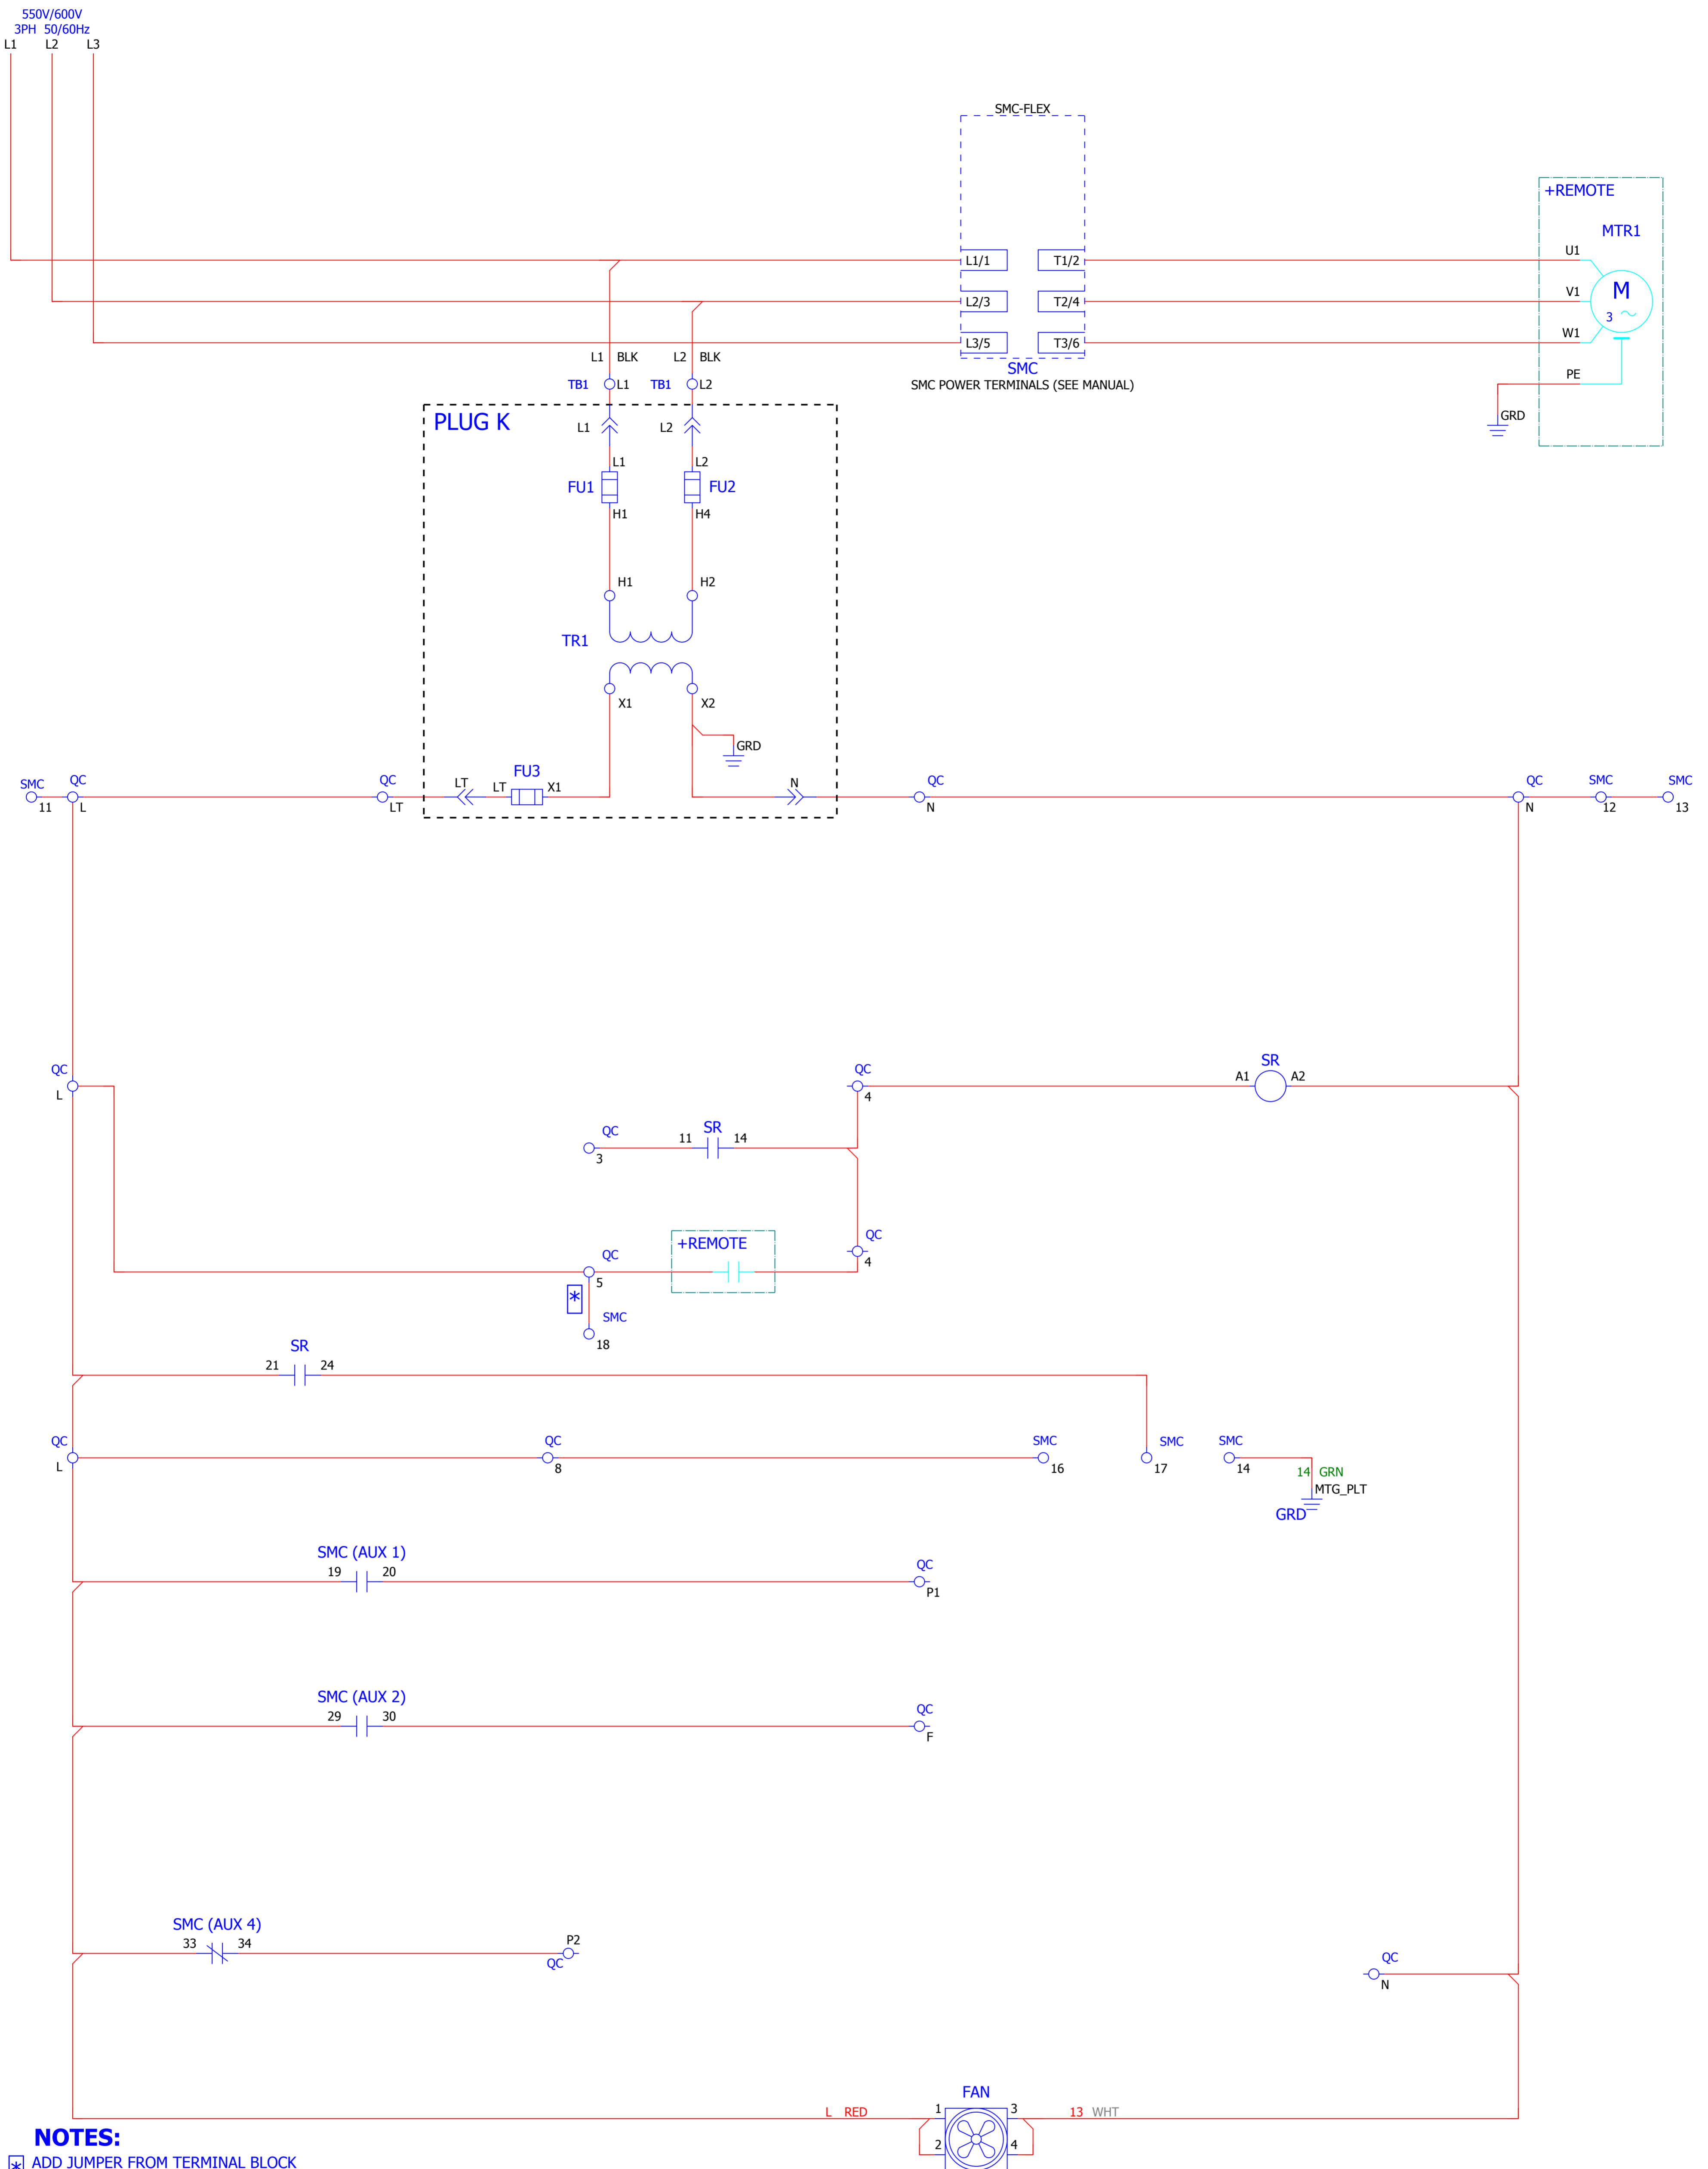 550V/600V
3PH 50/60Hz
L1 L2 L3
SMC-FLEX
+REMOTE
MTR1
L1/1 T1/2 U1
M
3
L2/3 T2/4 V1
L3/5 T3/6 W1
SMC
SMC POWER TERMINALS (SEE MANUAL)
PE
GRD
L1 BLK L2 BLK
TB1 L1 TB1 L2
PLUG K
L1 L2
L1 L2
FU1 FU2
H1 H4
H1 H2
TR1
X1 X2
GRD
SMC QC QC LT LT FU3 X1 N QC QC SMC SMC
11 L LT N N 12 13
QC QC SR
L 4 A1 A2
QC 11 SR 14
3
+REMOTE QC
QC 4
5
*
SMC
18
SR
21 24
QC QC SMC SMC SMC
L 8 16 17 14
14 GRN
MTG_PLT
GRD
SMC (AUX 1)
19 20 QC
P1
SMC (AUX 2)
29 30 QC
F
SMC (AUX 4)
33 34 P2
QC
QC
N
FAN
L RED 1 3 13 WHT
2 4
NOTES:
* ADD JUMPER FROM TERMINAL BLOCK